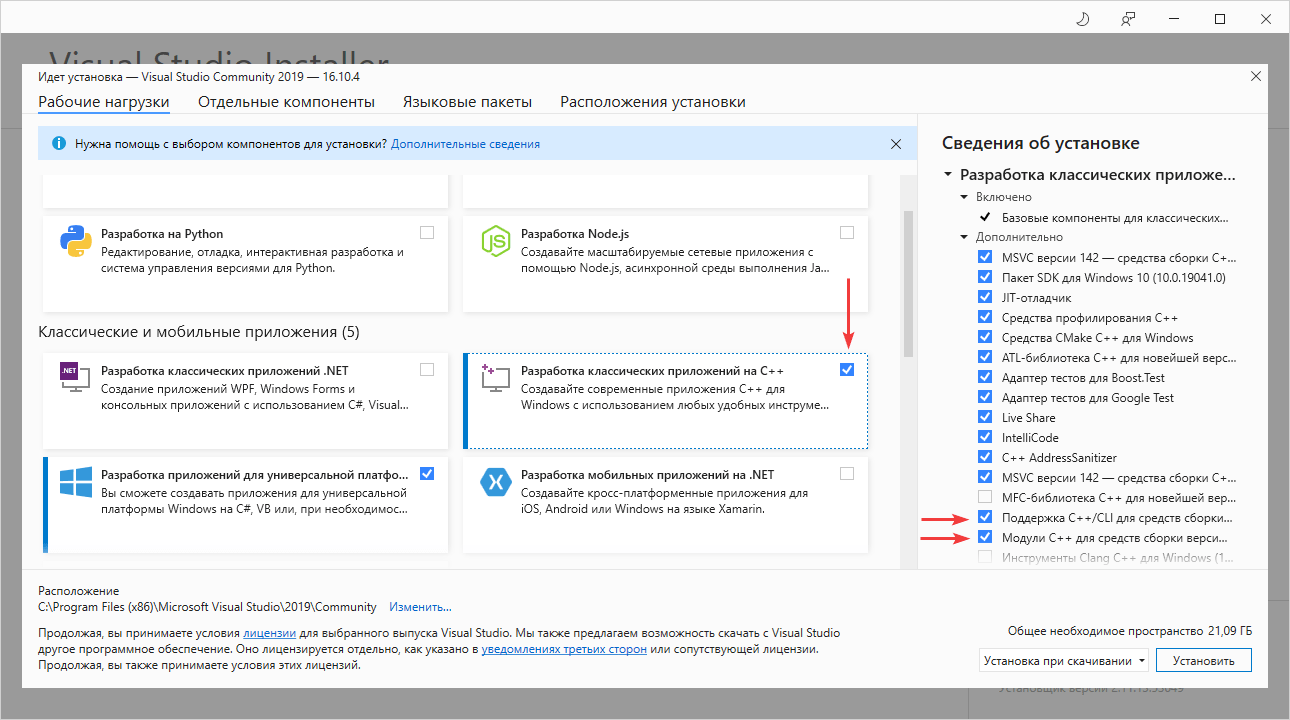 Visual Studio Installer
Идет установка — Visual Studio Community 2019 — 16.10.4
Рабочие нагрузки
Отдельные компоненты
Языковые пакеты
Расположения установки
Нужна помощь с выбором компонентов для установки? Дополнительные сведения
Разработка на Python
Редактирование, отладка, интерактивная разработка и
система управления версиями для Python.
JS
Разработка Node.js
Создавайте масштабируемые сетевые приложения с
помощью Node.js, асинхронной среды выполнения Ja...
Классические и мобильные приложения (5)
.NET
Разработка классических приложений .NET
Создание приложений WPF, Windows Forms и
консольных приложений с использованием C#, Visual...
Разработка классических приложений на C++
Создавайте современные приложения C++ для
Windows с использованием любых удобных инструме...
Разработка приложений для универсальной платфо...
Вы сможете создавать приложения для универсальной
платформы Windows на C#, VB или, при необходимос...
Разработка мобильных приложений на .NET
Создавайте кросс-платформенные приложения для
iOS, Android или Windows на языке Xamarin.
Сведения об установке
Разработка классических приложе...
Включено
Базовые компоненты для классических...
Дополнительно
MSVC версии 142 — средства сборки C+...
Пакет SDK для Windows 10 (10.0.19041.0)
JIT-отладчик
Средства профилирования C++
Средства CMake C++ для Windows
ATL-библиотека C++ для новейшей верс...
Адаптер тестов для Boost.Test
Адаптер тестов для Google Test
Live Share
IntelliCode
C++ AddressSanitizer
MSVC версии 142 — средства сборки C+...
MFC-библиотека C++ для новейшей вер...
Поддержка C++/CLI для средств сборки...
Модули C++ для средств сборки верси...
Инструменты Clang C++ для Windows (1...
Расположение
C:\Program Files (x86)\Microsoft Visual Studio\2019\Community Изменить...
Продолжая, вы принимаете условия лицензии для выбранного выпуска Visual Studio. Мы также предлагаем возможность скачать с Visual Studio
другое программное обеспечение. Оно лицензируется отдельно, как указано в уведомлениях третьих сторон или сопутствующей лицензии.
Продолжая, вы также принимаете условия этих лицензий.
Общее необходимое пространство 21,09 ГБ
Установка при скачивании
Установить
Установщик версии